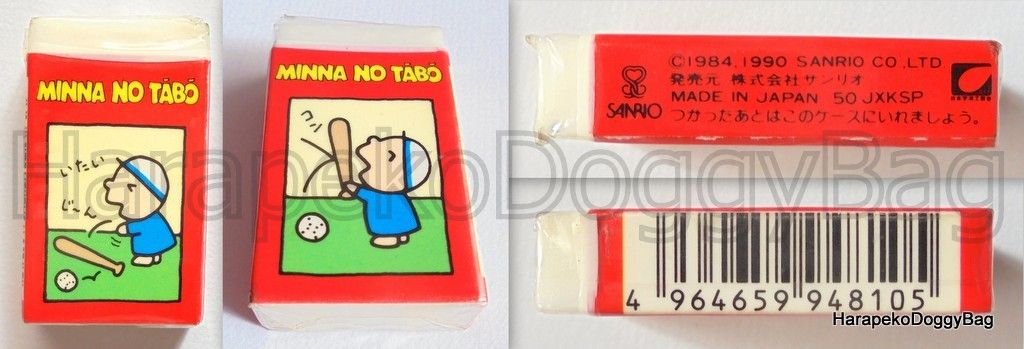 MINNA NO TĀBŌ
いたい
じーん
MINNA NO TĀBŌ
コン
©1984,1990 SANRIO CO.,LTD
発売元 株式会社サンリオ
SANRIO
MADE IN JAPAN 50 JXKSP
つかったあとはこのケースにいれましょう。
4 964659 948105
HarapekoDoggyBag
HarapekoDoggyBag